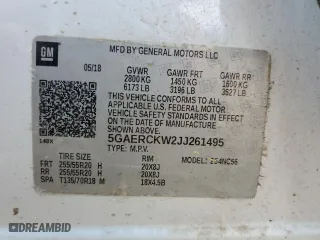 GM
MFD BY GENERAL MOTORS LLC
05/18
GVWR GAWR FRT GAWR RR
2800 KG 1450 KG 1600 KG
6173 LB 3196 LB 3527 LB
THIS VEHICLE CONFORMS TO ALL
APPLICABLE U.S. FEDERAL MOTOR
VEHICLE SAFETY STANDARDS IN
EFFECT ON THE DATE OF
MANUFACTURE SHOWN ABOVE.
5GAERCKW2JJ261495
TYPE: M.P.V.
TIRE SIZE RIM
FRT 255/55R20 H 20X8J
RR 255/55R20 H 20X8J
SPA T135/70R18 M 18X4.5B